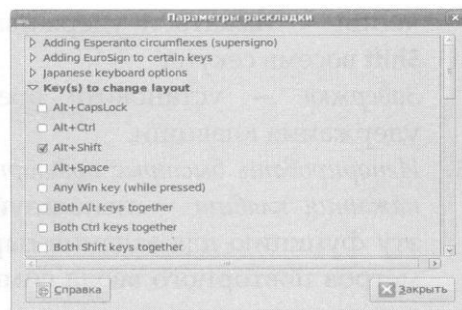 Параметры раскладки
Adding Esperanto circumflexes (supersigno)
Adding EuroSign to certain keys
Japanese keyboard options
Key(s) to change layout
Alt+CapsLock
Alt+Ctrl
Alt+Shift
Alt+Space
Any Win key (while pressed)
Both Alt keys together
Both Ctrl keys together
Both Shift keys together
Справка
Закрыть